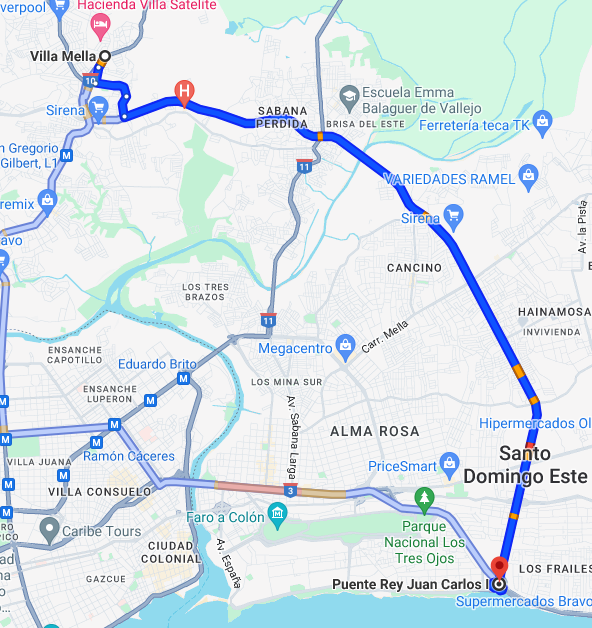 verpool
Hacienda Villa Satelite
Villa Mella
10
Sirena
H
Escuela Emma
Balaguer de Vallejo
SABANA
PERDIDA
BRISA DEL ESTE
Ferretería teca TK
n Gregorio
Gilbert, L1
M
11
VARIEDADES RAMEL
remix
avo
Sirena
Av. la Pista
CANCINO
LOS TRES
BRAZOS
11
HAINAMOSA
INVIVIENDA
Megacentro
Carr. Mella
ENSANCHE
CAPOTILLO
Eduardo Brito
M
LOS MINA SUR
ENSANCHE
LUPERON
M
M
Av. Sabana Larga
Hipermercados Ol
M
M
ALMA ROSA
Ramón Cáceres
Santo
Domingo Este
VILLA JUANA
M
PriceSmart
VILLA CONSUELO
3
M
Faro a Colón
Caribe Tours
Parque
Nacional Los
Tres Ojos
CIUDAD
COLONIAL
Av. España
GAZCUE
Puente Rey Juan Carlos I
LOS FRAILES
Supermercados Bravo